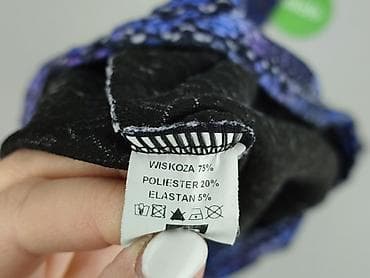 WISKOZA 75%
POLIESTER 20%
ELASTAN 5%